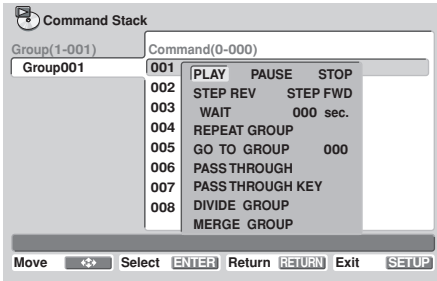 Command Stack
Group(1-001) Command(0-000)
Group001 001 PLAY PAUSE STOP
002 STEP REV STEP FWD
003 WAIT 000 sec.
004 REPEAT GROUP
005 GO TO GROUP 000
006 PASS THROUGH
007 PASS THROUGH KEY
008 DIVIDE GROUP
MERGE GROUP
Move Select ENTER Return RETURN Exit SETUP